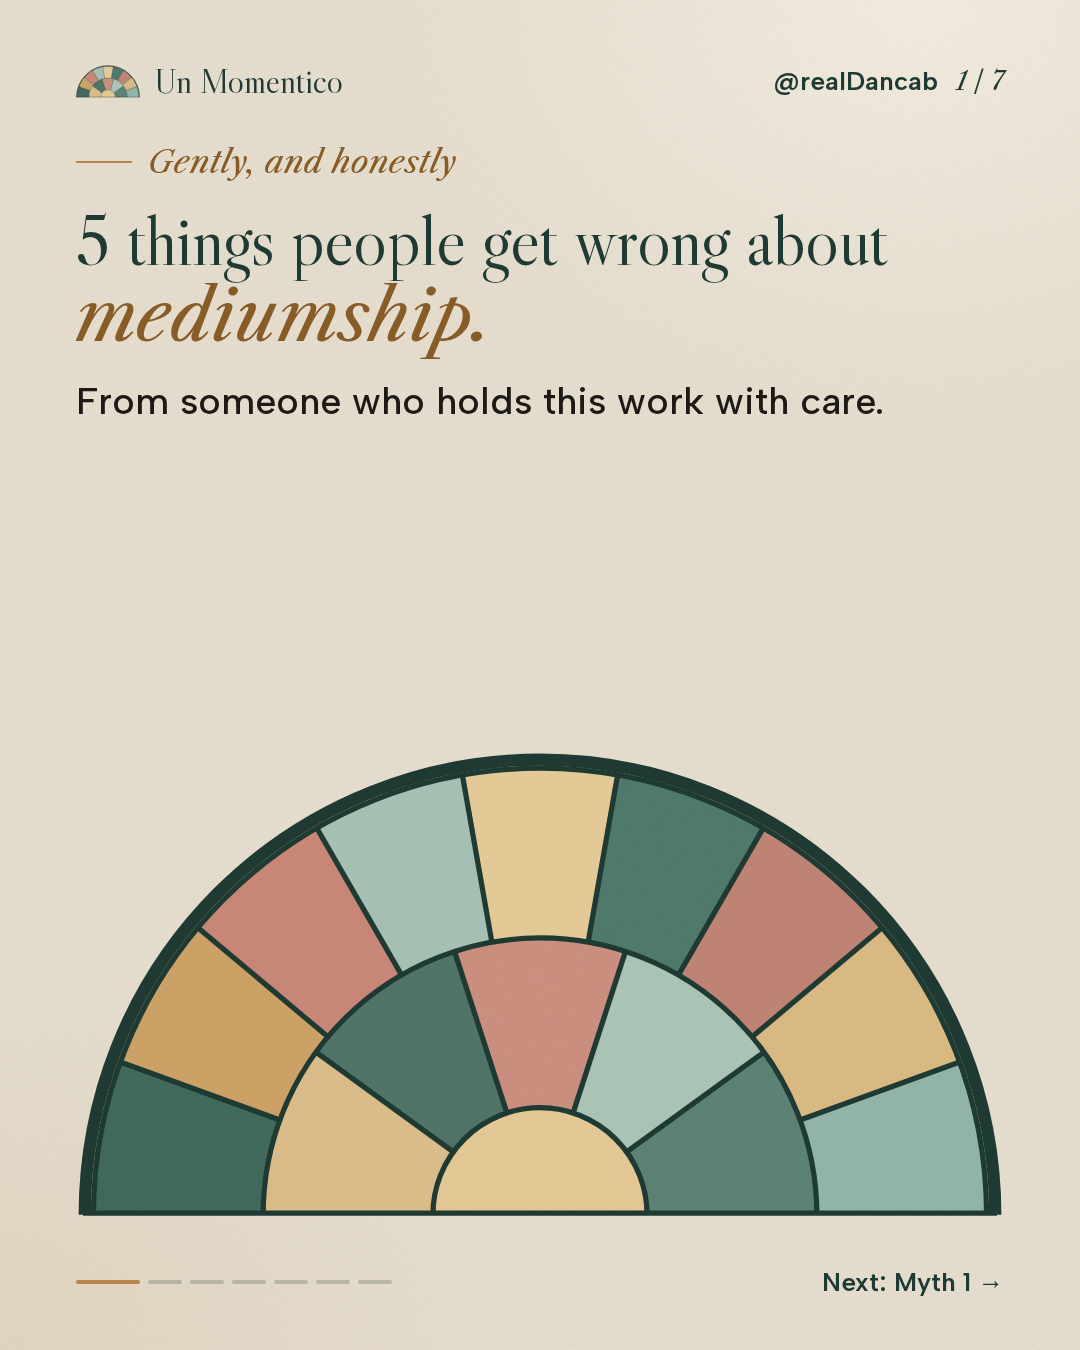 Un Momentico
@realDancab 1 / 7
Gently, and honestly
5 things people get wrong about
mediumship.
From someone who holds this work with care.
Next: Myth 1 →